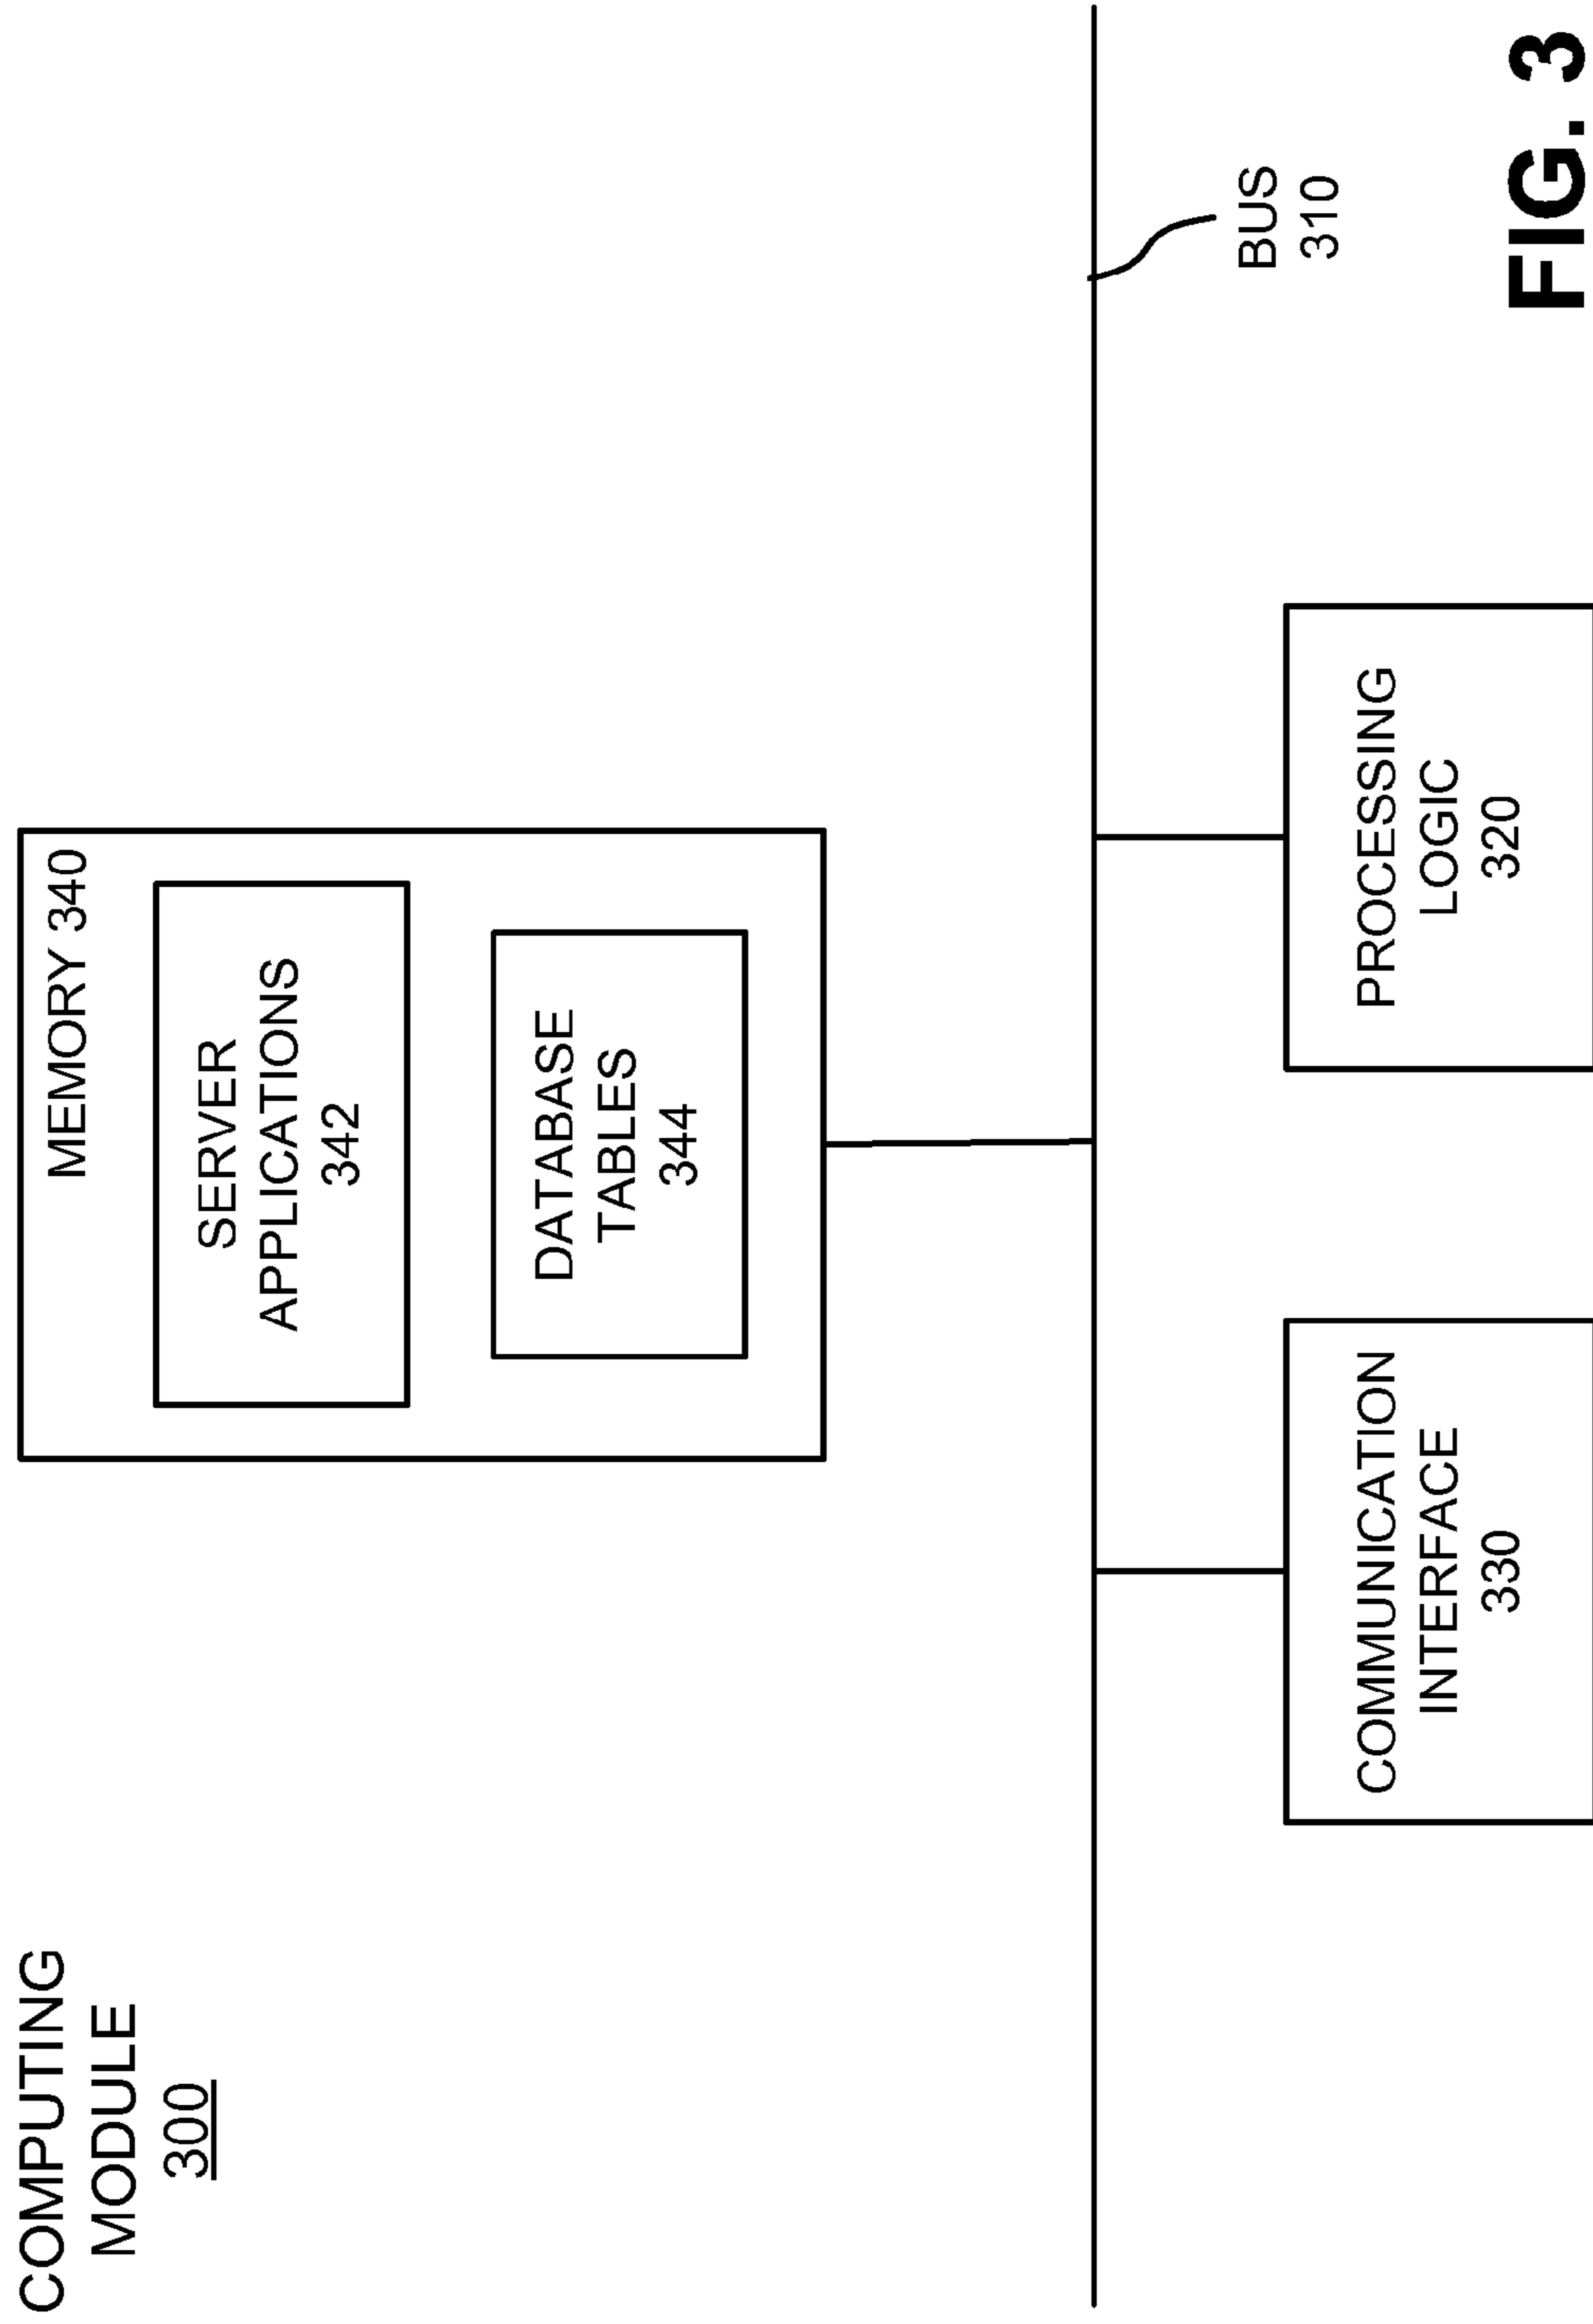 COMPUTING
MODULE
300
MEMORY 340
SERVER
APPLICATIONS
342
DATABASE
TABLES
344
BUS
310
COMMUNICATION
INTERFACE
330
PROCESSING
LOGIC
320
FIG. 3